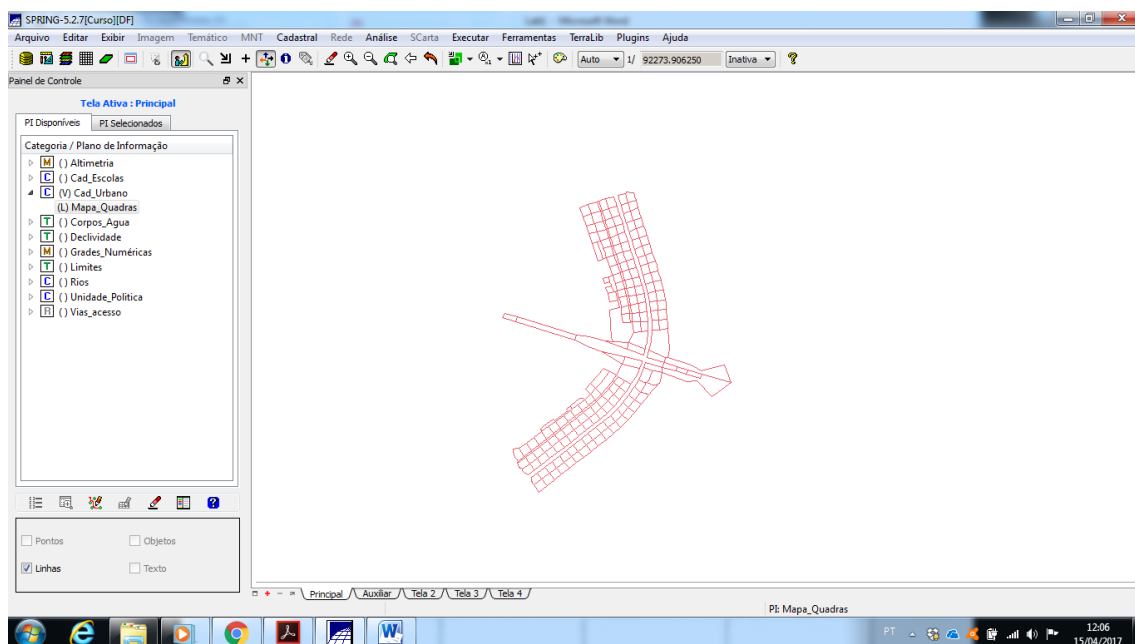 SPRING-5.2.7[Curso][DF]
Arquivo Editar Exibir Imagem Temático MNT Cadastral Rede Análise SCarta Executar Ferramentas TerraLib Plugins Ajuda
Auto 1/ 92273.906250 Inativa
Painel de Controle
Tela Ativa : Principal
PI Disponíveis PI Selecionados
Categoria / Plano de Informação
M () Altimetria
C () Cad_Escolas
C (V) Cad_Urbano
(L) Mapa_Quadras
T () Corpos_Agua
T () Declividade
M () Grades_Numéricas
T () Limites
C () Rios
C () Unidade_Politica
R () Vias_acesso
Pontos Objetos
Linhas Texto
Principal Auxiliar Tela 2 Tela 3 Tela 4
PI: Mapa_Quadras
PT 12:06
15/04/2017